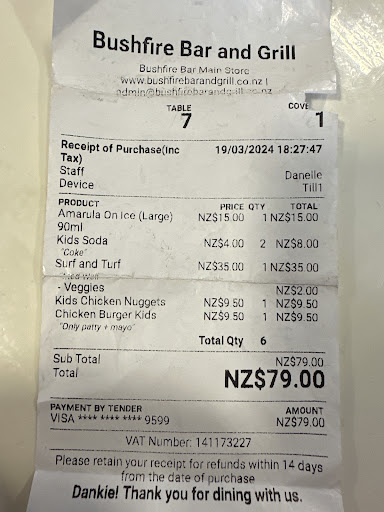 Bushfire Bar and Grill
Bushfire Bar Main Store
www.bushfirebarandgrill.co.nz |
admin@bushfirebarandgrill.co.nz
TABLE COVE
7 1
Receipt of Purchase(Inc Tax) 19/03/2024 18:27:47
Staff Danelle
Device Till1
PRODUCT PRICE QTY TOTAL
Amarula On Ice (Large) NZ$15.00 1 NZ$15.00
90ml
Kids Soda NZ$4.00 2 NZ$8.00
"Coke"
Surf and Turf NZ$35.00 1 NZ$35.00
- Veggies NZ$2.00
Kids Chicken Nuggets NZ$9.50 1 NZ$9.50
Chicken Burger Kids NZ$9.50 1 NZ$9.50
"Only patty + mayo"
Total Qty 6
Sub Total NZ$79.00
Total NZ$79.00
PAYMENT BY TENDER AMOUNT
VISA **** **** **** 9599 NZ$79.00
VAT Number: 141173227
Please retain your receipt for refunds within 14 days
from the date of purchase
Dankie! Thank you for dining with us.